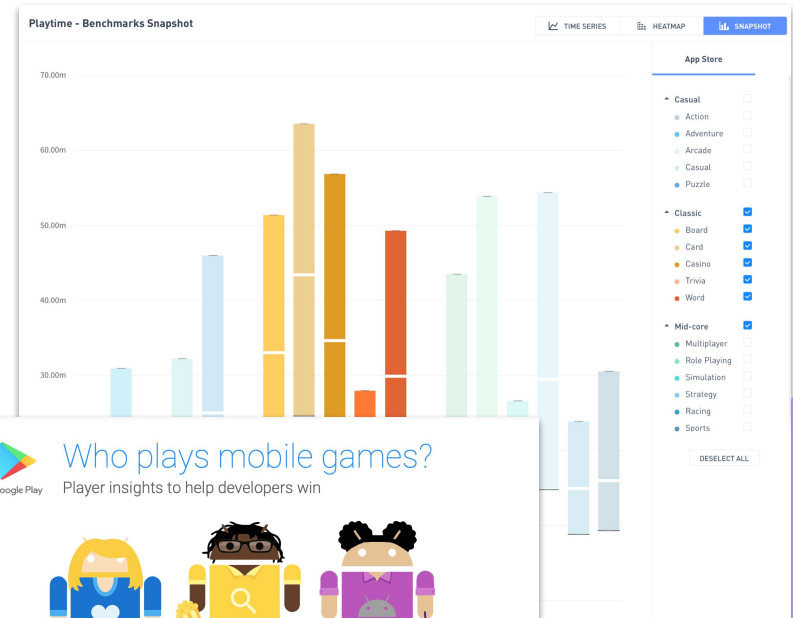 Playtime - Benchmarks Snapshot
TIME SERIES
HEATMAP
SNAPSHOT
App Store
70.00m
60.00m
50.00m
40.00m
30.00m
Casual
Action
Adventure
Arcade
Casual
Puzzle
Classic
Board
Card
Casino
Trivia
Word
Mid-core
Multiplayer
Role Playing
Simulation
Strategy
Racing
Sports
DESELECT ALL
Who plays mobile games?
oogle Play
Player insights to help developers win